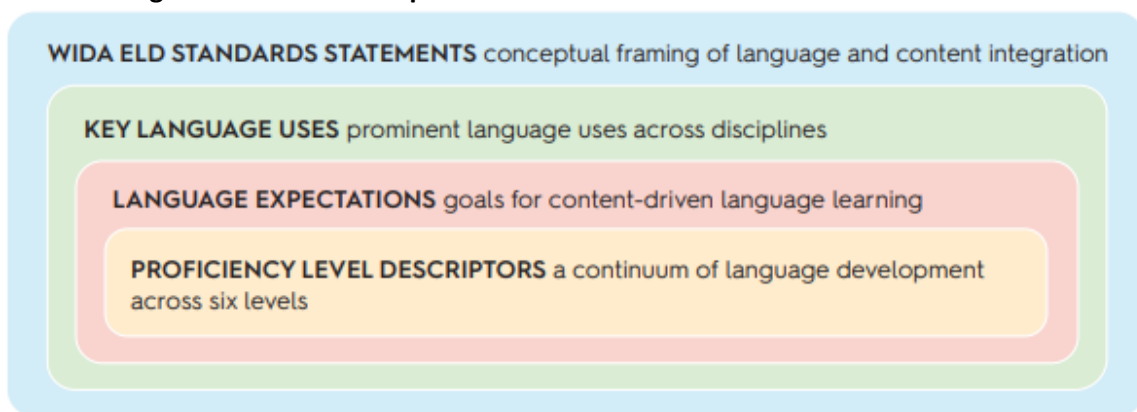 WIDA ELD STANDARDS STATEMENTS conceptual framing of language and content integration
KEY LANGUAGE USES prominent language uses across disciplines
LANGUAGE EXPECTATIONS goals for content-driven language learning
PROFICIENCY LEVEL DESCRIPTORS a continuum of language development
across six levels